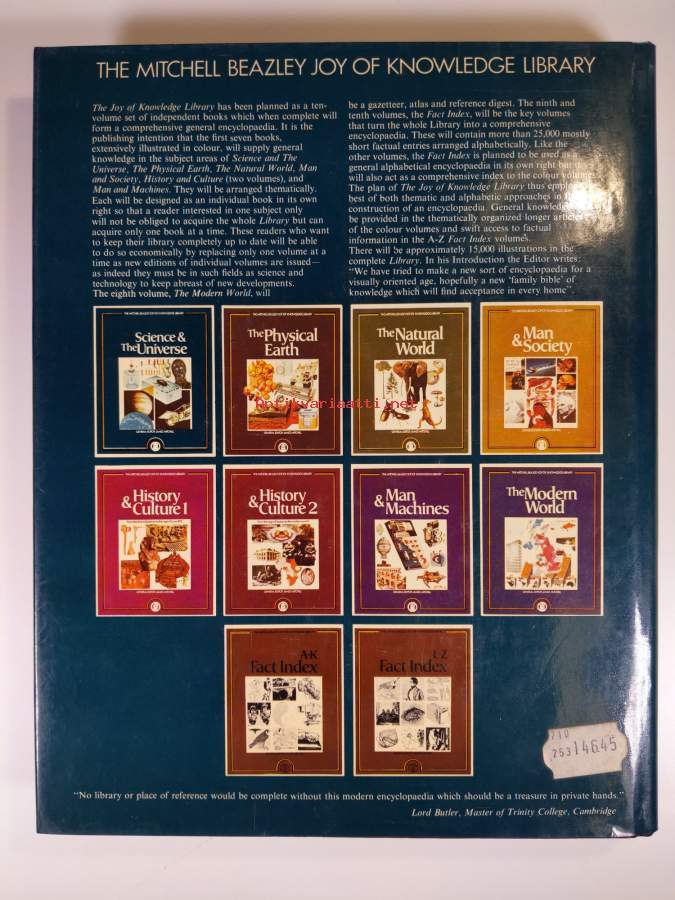 THE MITCHELL BEAZLEY JOY OF KNOWLEDGE LIBRARY
The Joy of Knowledge Library has been planned as a ten-
volume set of independent books which when complete will
form a comprehensive general encyclopaedia. It is the
publishing intention that the first seven books,
extensively illustrated in colour, will supply general
knowledge in the subject areas of Science and The
Universe, The Physical Earth, The Natural World, Man
and Society, History and Culture (two volumes), and
Man and Machines. They will be arranged thematically.
Each will be designed as an individual book in its own
right so that a reader interested in one subject only
will not be obliged to acquire the whole Library but can
acquire only one book at a time. These readers who want
to keep their library completely up to date will be able
to do so economically by replacing only one volume at a
time as new editions of individual volumes are issued—
as indeed they must be in such fields as science and
technology to keep abreast of new developments.
The eighth volume, The Modern World, will
be a gazetteer, atlas and reference digest. The ninth and
tenth volumes, the Fact Index, will be the key volumes
that turn the whole Library into a comprehensive
encyclopaedia. These will contain more than 25,000 mostly
short factual entries arranged alphabetically. Like the
other volumes, the Fact Index is planned to be used as a
general alphabetical encyclopaedia in its own right but
will also act as a comprehensive index to the colour volumes.
The plan of The Joy of Knowledge Library thus
best of both thematic and alphabetic approaches in the
construction of an encyclopaedia. General knowledge
be provided in the thematically organized longer articles
of the colour volumes and swift access to factual
information in the A-Z Fact Index volumes.
There will be approximately 15,000 illustrations in the
complete Library. In his Introduction the Editor writes:
"We have tried to make a new sort of encyclopaedia for a
visually oriented age, hopefully a new 'family bible' of
knowledge which will find acceptance in every home".
Science &
The Universe
The Physical
Earth
The Natural
World
Man
& Society
Antikvariaatti.net
History
& Culture 1
History
& Culture 2
& Man
Machines
The Modern
World
A-K
Fact Index
L-Z
Fact Index
210
253 14645
"No library or place of reference would be complete without this modern encyclopaedia which should be a treasure in private hands."
Lord Butler, Master of Trinity College, Cambridge